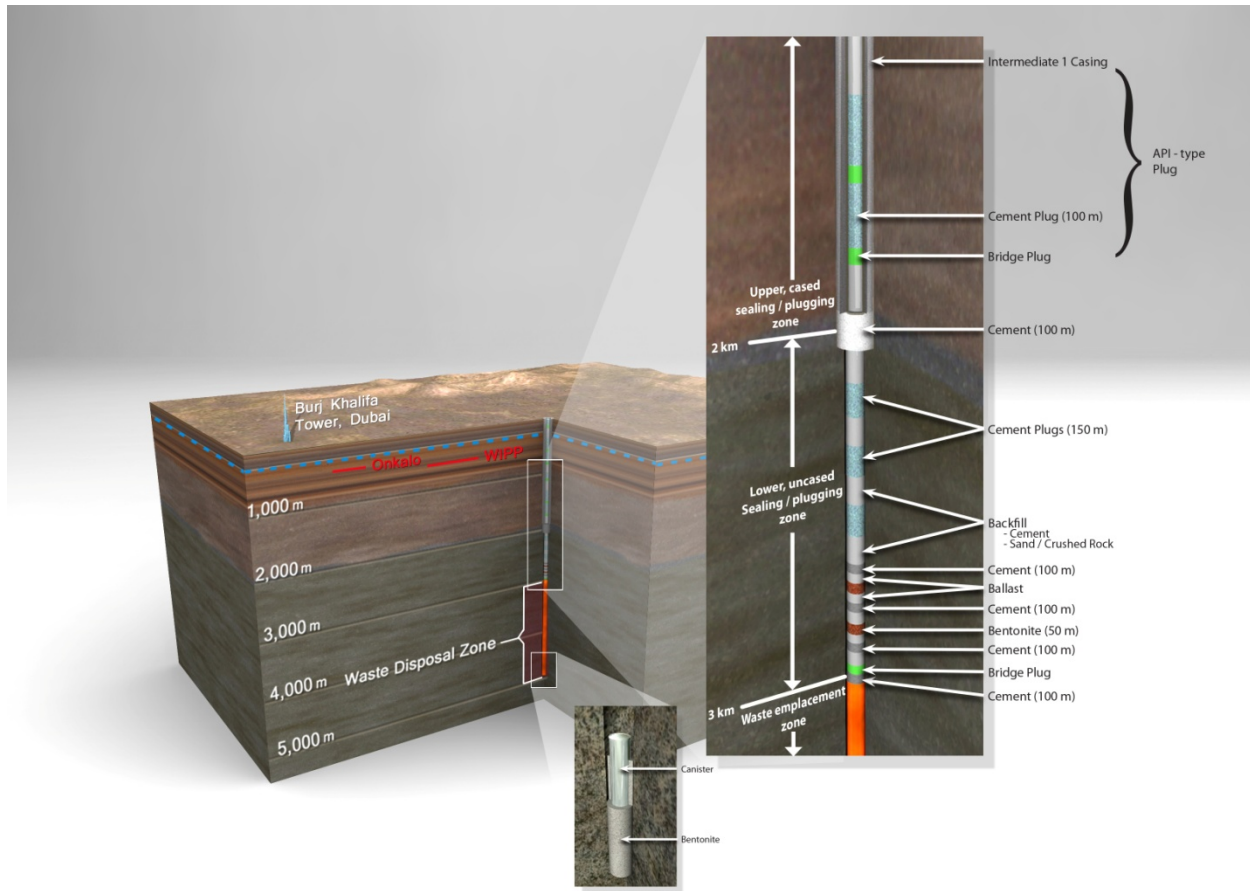 Burj Khalifa
Tower, Dubai
Onkalo
WIPP
1,000 m
2,000 m
3,000 m
4,000 m
5,000 m
Waste Disposal Zone
Upper, cased
sealing / plugging
zone
2 km
Lower, uncased
Sealing / plugging
zone
3 km
Waste emplacement
zone
Intermediate 1 Casing
API - type
Plug
Cement Plug (100 m)
Bridge Plug
Cement (100 m)
Cement Plugs (150 m)
Backfill
- Cement
- Sand / Crushed Rock
Cement (100 m)
Ballast
Cement (100 m)
Bentonite (50 m)
Cement (100 m)
Bridge Plug
Cement (100 m)
Canister
Bentonite